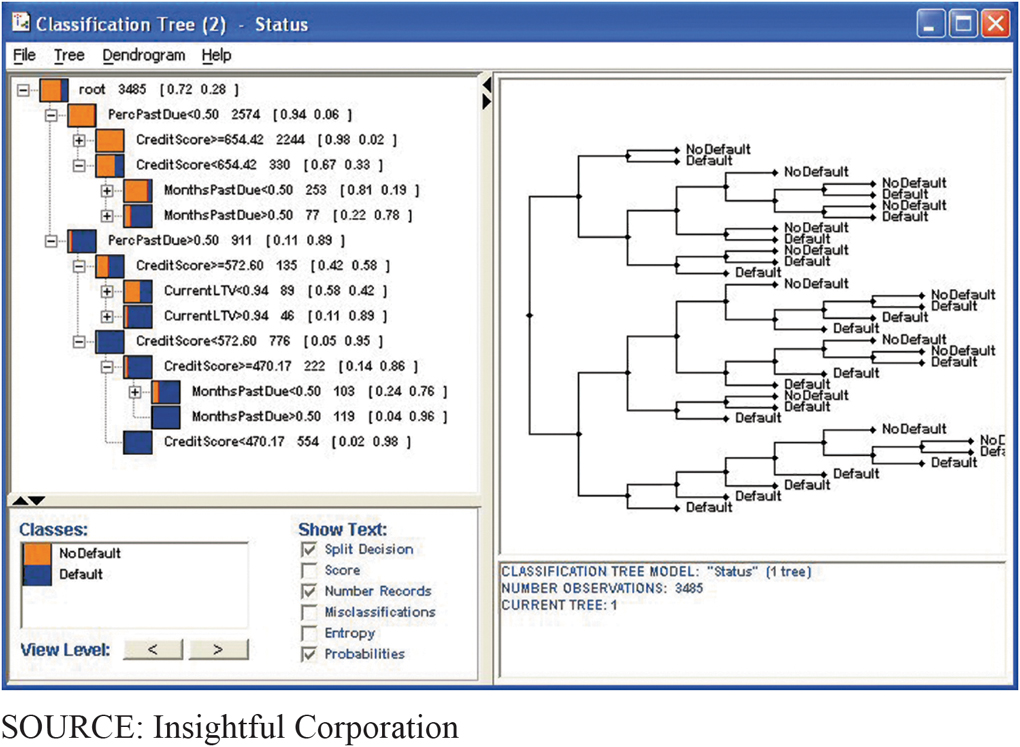 Classification Tree (2) - Status
File Tree Dendrogram Help
root 3485 [0.72 0.28 ]
PercPastDue<0.50 2574 [0.94 0.06 ]
CreditScore>=654.42 2244 [0.98 0.02 ]
CreditScore<654.42 330 [0.67 0.33 ]
MonthsPastDue<0.50 253 [0.81 0.19 ]
MonthsPastDue>0.50 77 [0.22 0.78 ]
PercPastDue>0.50 911 [0.11 0.89 ]
CreditScore>=572.60 135 [0.42 0.58 ]
CurrentLTV<0.94 89 [0.58 0.42 ]
CurrentLTV>0.94 46 [0.11 0.89 ]
CreditScore<572.60 776 [0.05 0.95 ]
CreditScore>=470.17 222 [0.14 0.86 ]
MonthsPastDue<0.50 103 [0.24 0.76 ]
MonthsPastDue>0.50 119 [0.04 0.96 ]
CreditScore<470.17 554 [0.02 0.98 ]
NoDefault
Default
NoDefault
NoDefault
Default
NoDefault
Default
NoDefault
Default
NoDefault
Default
Default
NoDefault
NoDefault
Default
Default
Default
NoDefault
NoDefault
Default
Default
Default
NoDefault
Default
Default
NoDefault
NoD
Defa
Default
Default
Default
Default
Default
Classes:
NoDefault
Default
View Level: < >
Show Text:
Split Decision
Score
Number Records
Misclassifications
Entropy
Probabilities
CLASSIFICATION TREE MODEL: "Status" (1 tree)
NUMBER OBSERVATIONS: 3485
CURRENT TREE: 1
SOURCE: Insightful Corporation